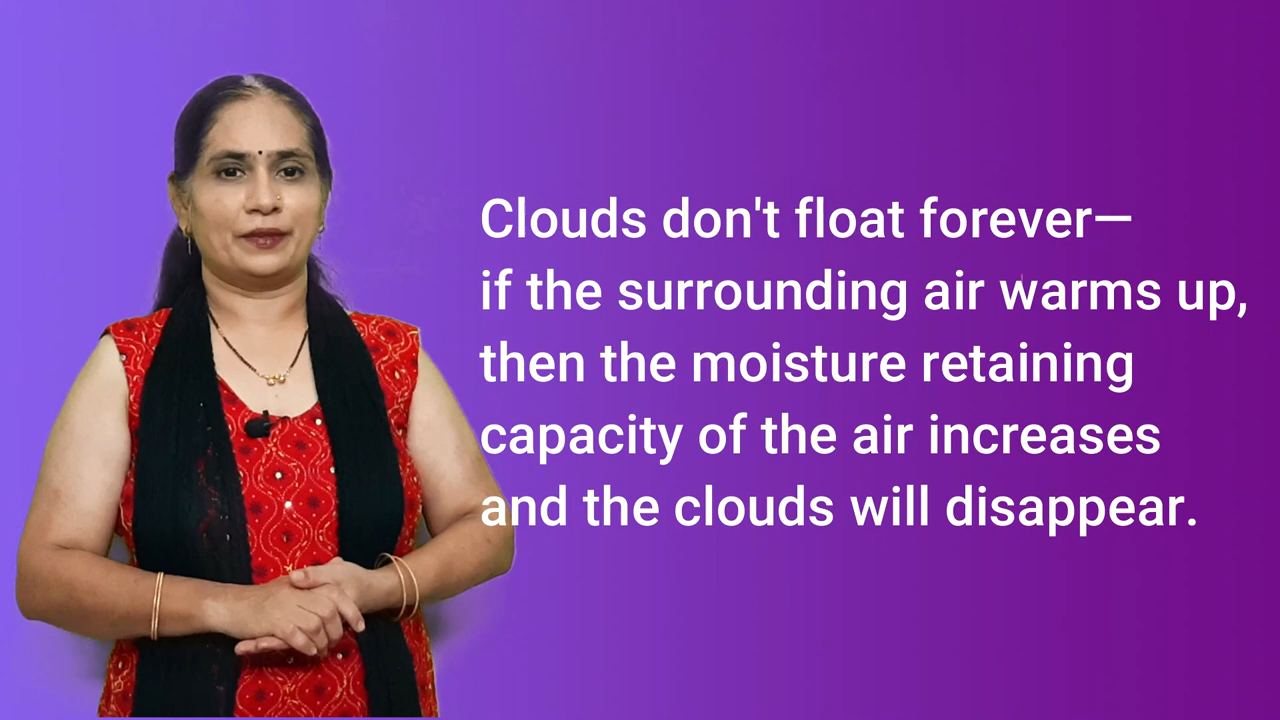 Clouds don't float forever—
if the surrounding air warms up,
then the moisture retaining
capacity of the air increases
and the clouds will disappear.